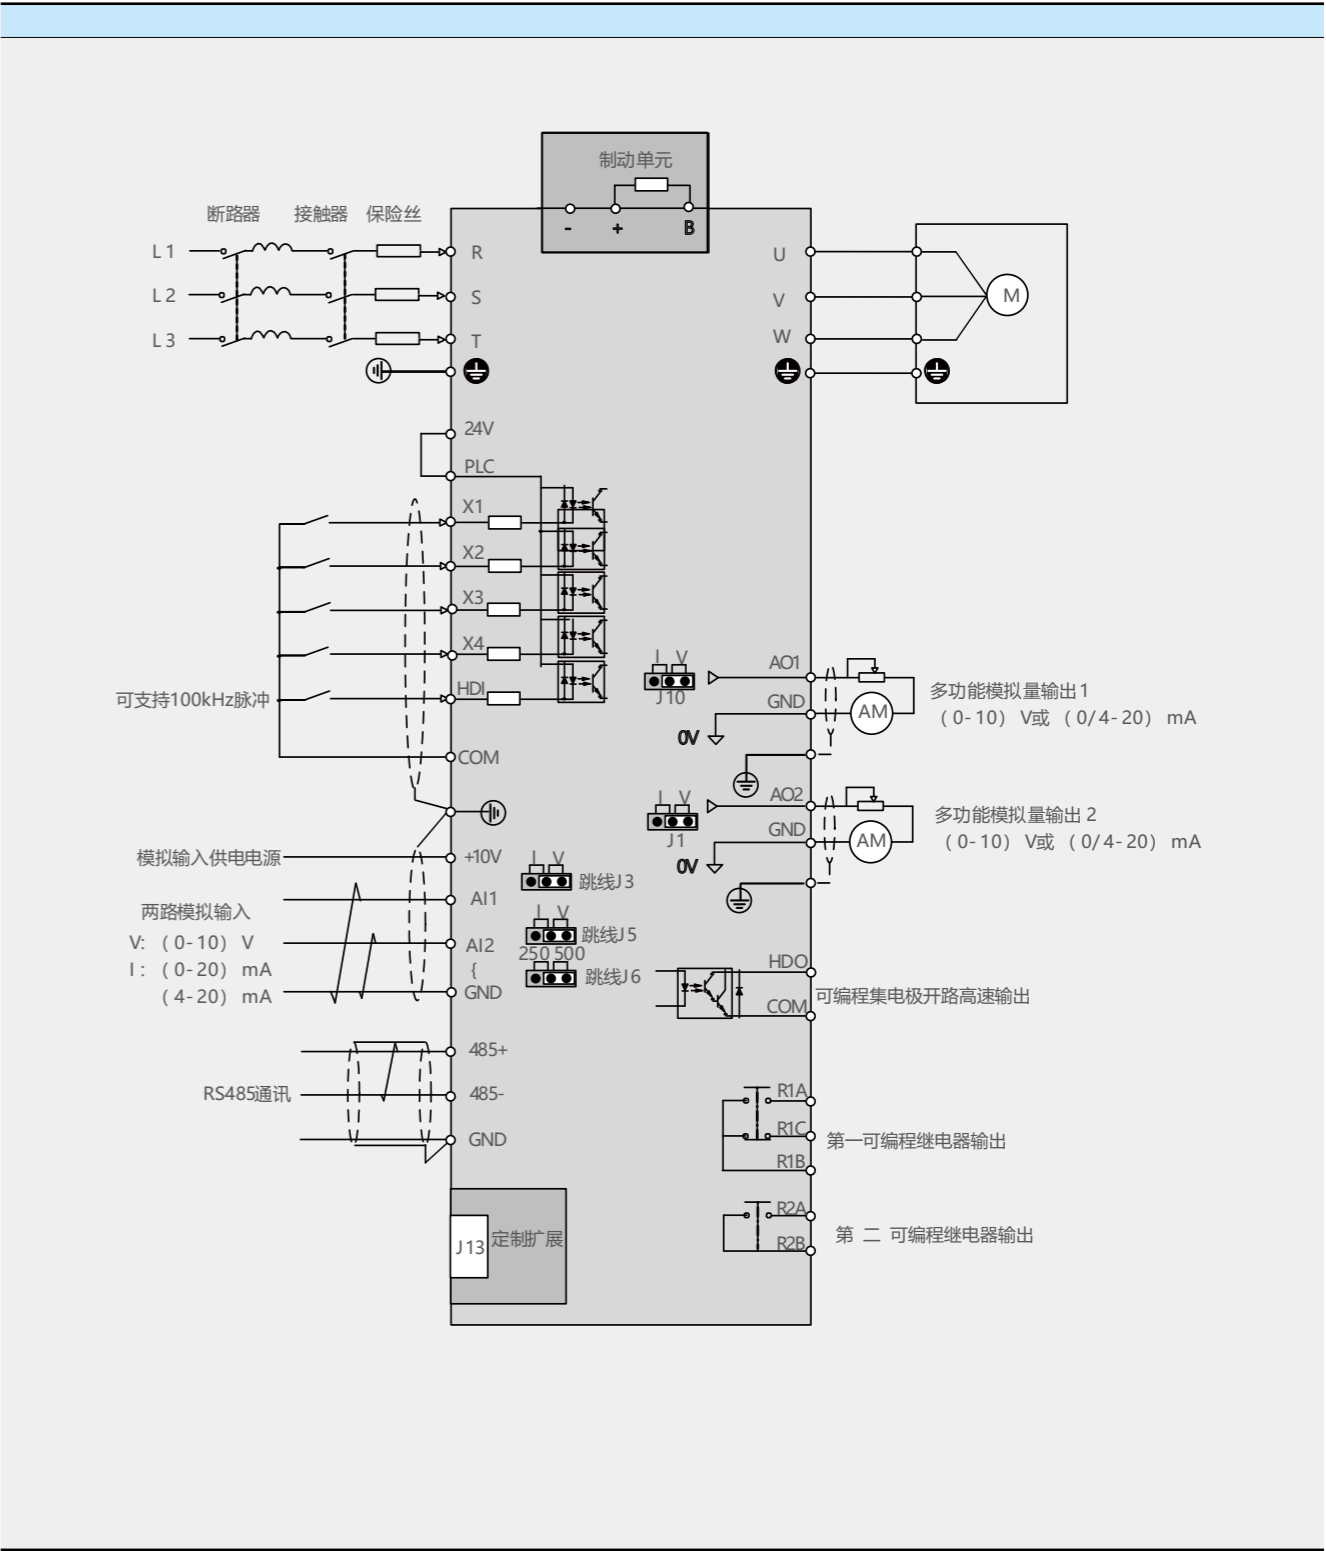 制动单元
- + B
断路器 接触器 保险丝
L1 R
L2 S
L3 T
U
V
W
M
24V
PLC
X1
X2
X3
X4
可支持100kHz脉冲 HDI
COM
I V
J10
AO1
GND
0V
AM
多功能模拟量输出1
(0-10) V或 (0/4-20) mA
I V
J1
AO2
GND
0V
AM
多功能模拟量输出 2
(0-10) V或 (0/4-20) mA
模拟输入供电电源 +10V
I V
跳线J3
两路模拟输入 AI1
V: (0-10) V AI2
I: (0-20) mA {
(4-20) mA GND
I V
跳线J5
250 500
跳线J6
HDO
COM
可编程集电极开路高速输出
485+
RS485通讯 485-
GND
R1A
R1C
R1B
第一可编程继电器输出
R2A
R2B
第 二 可编程继电器输出
J13 定制扩展